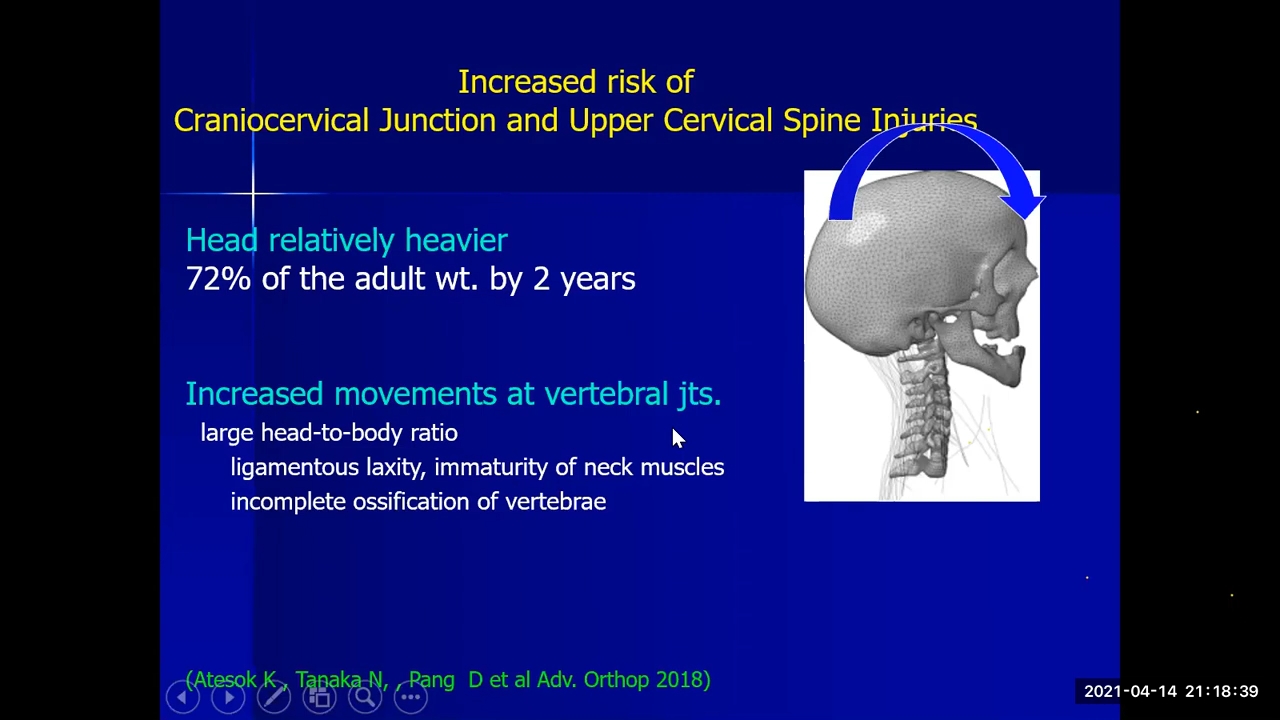 Increased risk of
Craniocervical Junction and Upper Cervical Spine Injuries
Head relatively heavier
72% of the adult wt. by 2 years
Increased movements at vertebral jts.
large head-to-body ratio
ligamentous laxity, immaturity of neck muscles
incomplete ossification of vertebrae
(Atesok K , Tanaka N, , Pang D et al Adv. Orthop 2018)
2021-04-14 21:18:39